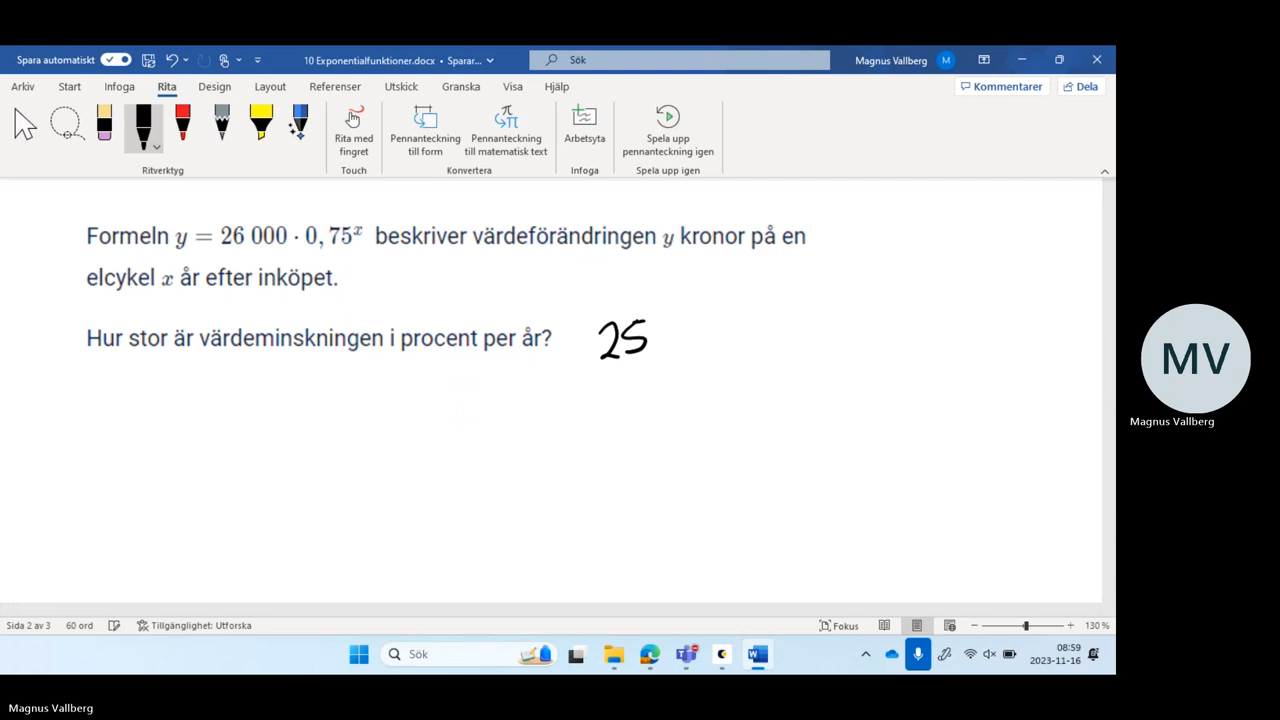 Spara automatiskt
10 Exponentialfunktioner.docx • Sparar...
Sök
Magnus Vallberg
M
Arkiv Start Infoga Rita Design Layout Referenser Utskick Granska Visa Hjälp
Kommentarer
Dela
Rita med fingret
Pennanteckning till form
Pennanteckning till matematisk text
Arbetsyta
Spela upp pennanteckning igen
Ritverktyg
Touch
Konvertera
Infoga
Spela upp igen
Formeln y = 26 000 · 0, 75^x beskriver värdeförändringen y kronor på en
elcykel x år efter inköpet.
Hur stor är värdeminskningen i procent per år? 25
MV
Magnus Vallberg
Sida 2 av 3 60 ord Tillgänglighet: Utforska
Fokus
130 %
Sök
08:59
2023-11-16
Magnus Vallberg